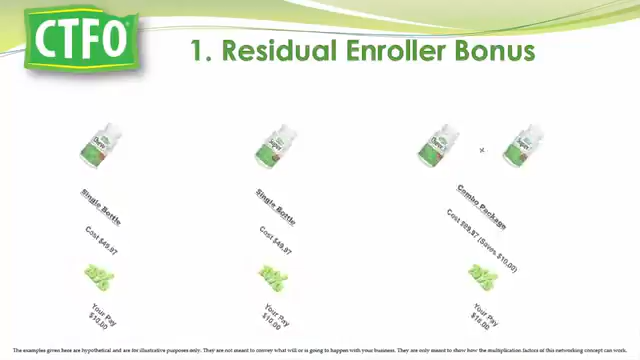 CTFO®
1. Residual Enroller Bonus
+
Single Bottle
Single Bottle
Combo Package
Cost $49.97
Cost $49.97
Cost $89.97 (Saves $10.00)
20%
20%
20%
Your Pay
$10.00
Your Pay
$10.00
Your Pay
$18.00
The examples given here are hypothetical and are for illustrative purposes only. They are not meant to convey what will or is going to happen with your business. They are only meant to show how the multiplication factors of this networking concept can work.